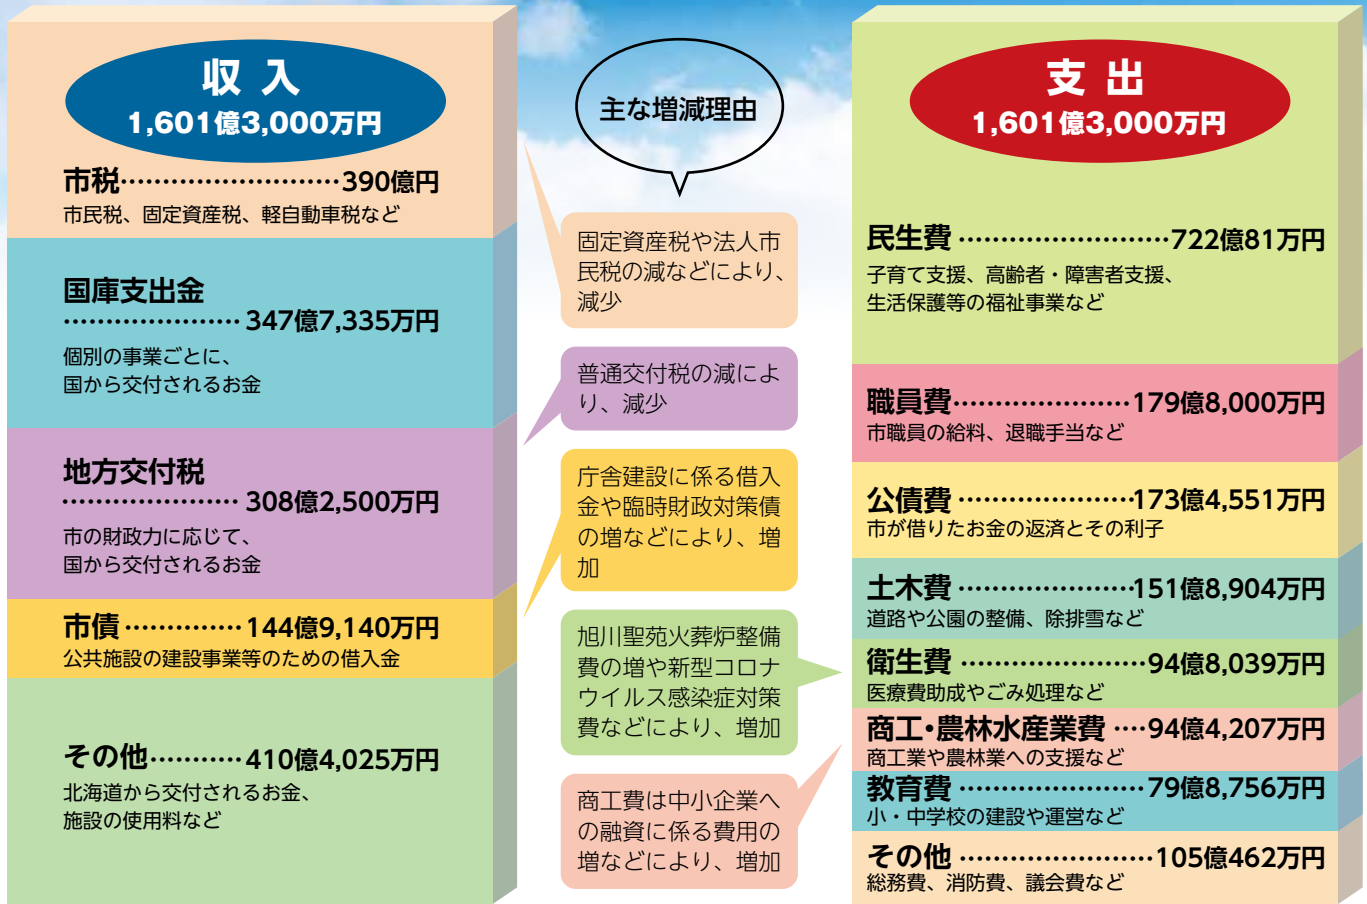 収入
1,601億3,000万円
市税…………………………390億円
市民税、固定資産税、軽自動車税など
国庫支出金
…………………347億7,335万円
個別の事業ごとに、
国から交付されるお金
地方交付税
…………………308億2,500万円
市の財政力に応じて、
国から交付されるお金
市債……………144億9,140万円
公共施設の建設事業等のための借入金
その他…………410億4,025万円
北海道から交付されるお金、
施設の使用料など
主な増減理由
固定資産税や法人市
民税の減などにより、
減少
普通交付税の減によ
り、減少
庁舎建設に係る借入
金や臨時財政対策債
の増などにより、増
加
旭川聖苑火葬炉整備
費の増や新型コロナ
ウイルス感染症対策
費などにより、増加
商工費は中小企業へ
の融資に係る費用の
増などにより、増加
支出
1,601億3,000万円
民生費………………………722億81万円
子育て支援、高齢者・障害者支援、
生活保護等の福祉事業など
職員費…………………179億8,000万円
市職員の給料、退職手当など
公債費…………………173億4,551万円
市が借りたお金の返済とその利子
土木費…………………151億8,904万円
道路や公園の整備、除排雪など
衛生費……………………94億8,039万円
医療費助成やごみ処理など
商工・農林水産業費‥‥94億4,207万円
商工業や農林業への支援など
教育費……………………79億8,756万円
小・中学校の建設や運営など
その他……………………105億462万円
総務費、消防費、議会費など